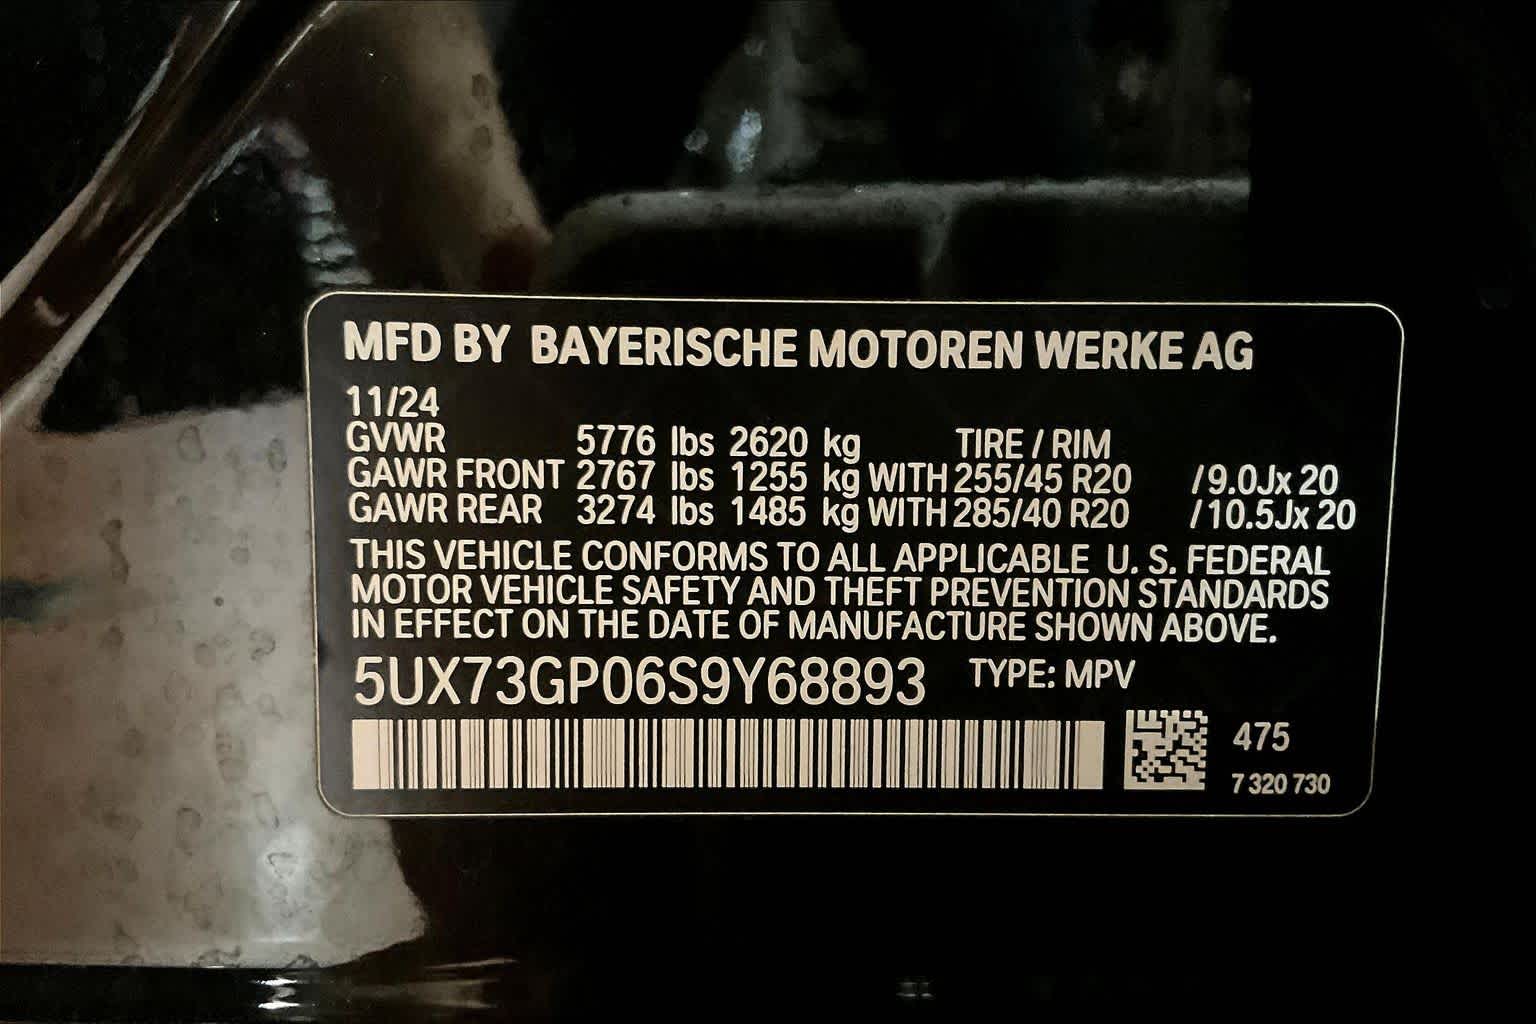 MFD BY BAYERISCHE MOTOREN WERKE AG
11/24
GVWR 5776 lbs 2620 kg TIRE / RIM
GAWR FRONT 2767 lbs 1255 kg WITH 255/45 R20 /9.0Jx 20
GAWR REAR 3274 lbs 1485 kg WITH 285/40 R20 /10.5Jx 20
THIS VEHICLE CONFORMS TO ALL APPLICABLE U. S. FEDERAL
MOTOR VEHICLE SAFETY AND THEFT PREVENTION STANDARDS
IN EFFECT ON THE DATE OF MANUFACTURE SHOWN ABOVE.
5UX73GP06S9Y68893 TYPE: MPV
475
7 320 730